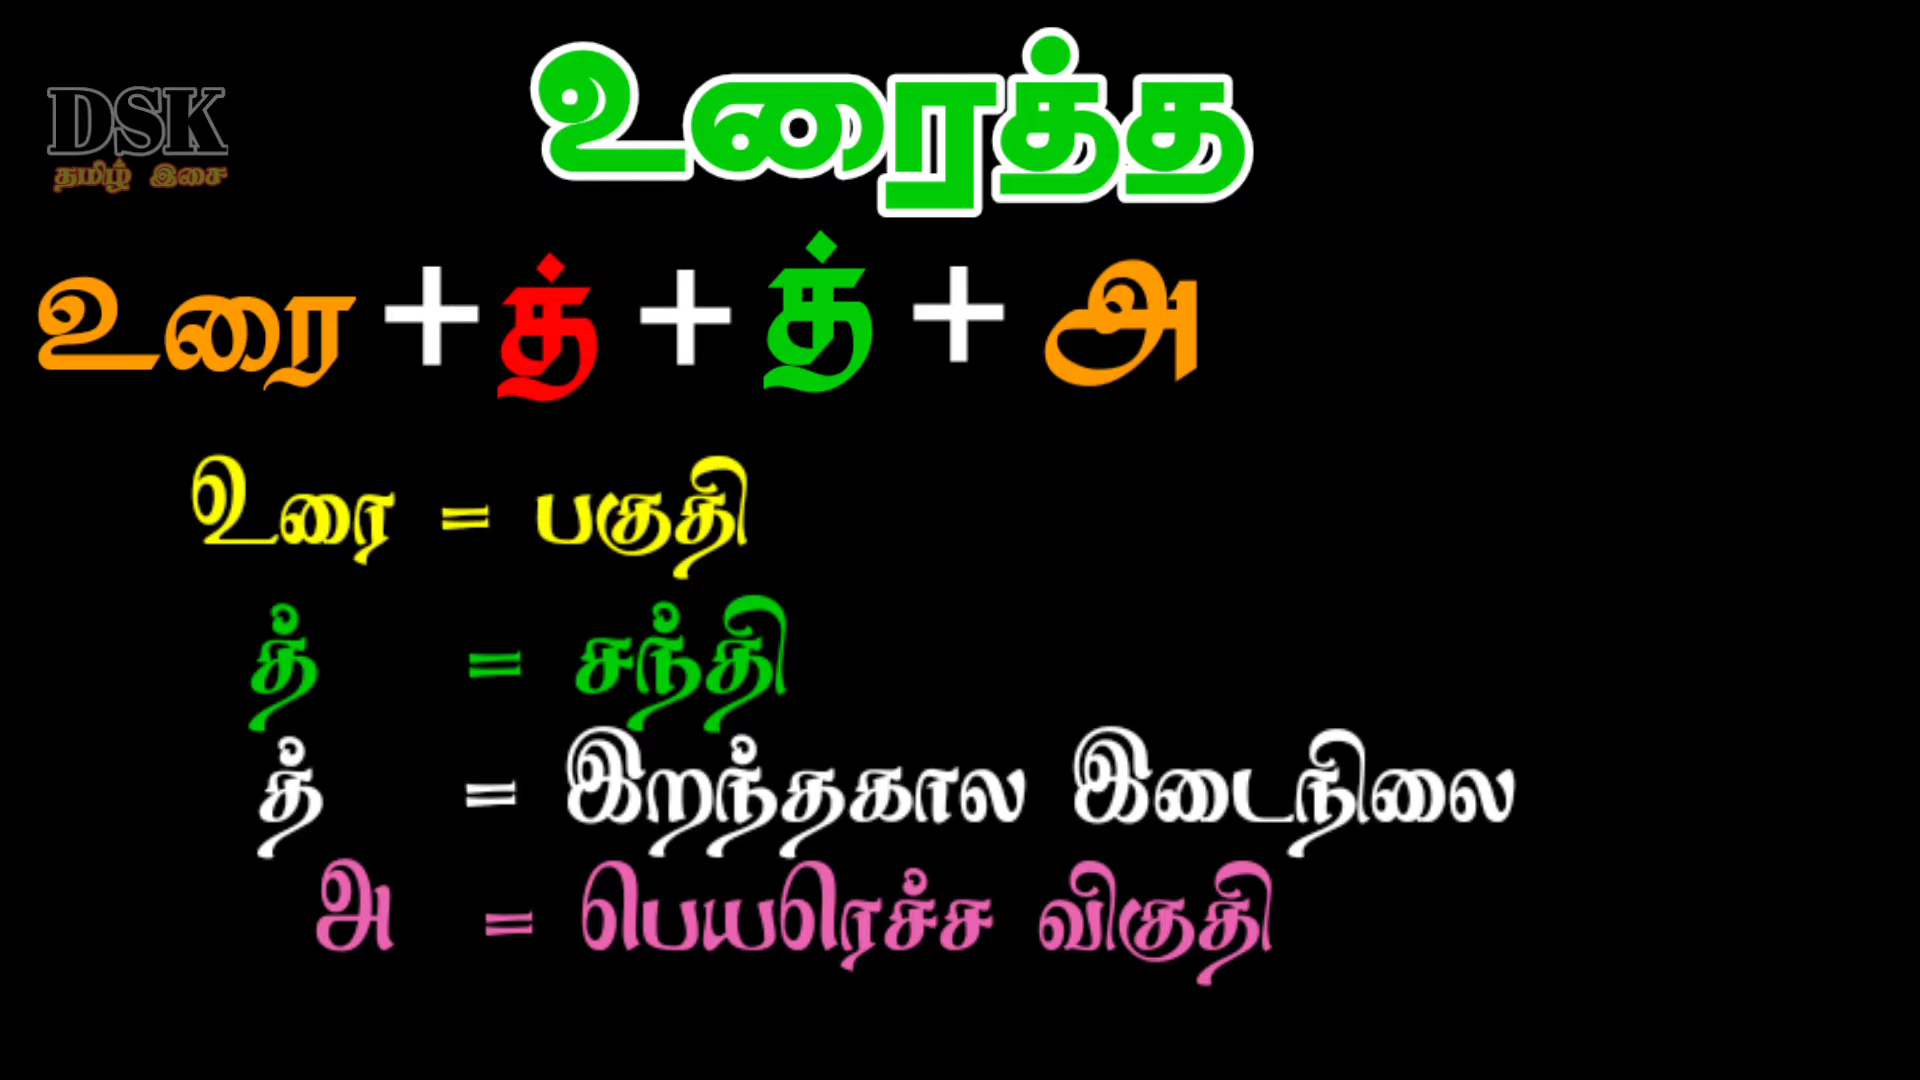 உரைத்த
DSK
தமிழ் இசை
உரை + த் + த் + அ
உரை = பகுதி
த் = சந்தி
த் = இறந்தகால இடைநிலை
அ = பெயரெச்ச விகுதி